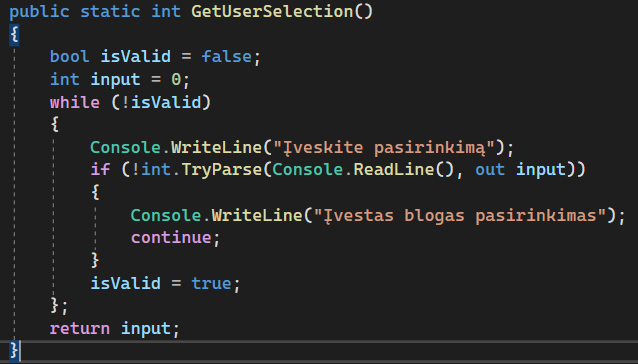 public static int GetUserSelection()
{
bool isValid = false;
int input = 0;
while (!isValid)
{
Console.WriteLine("Įveskite pasirinkimą");
if (!int.TryParse(Console.ReadLine(), out input))
{
Console.WriteLine("Įvestas blogas pasirinkimas");
continue;
}
isValid = true;
};
return input;
}